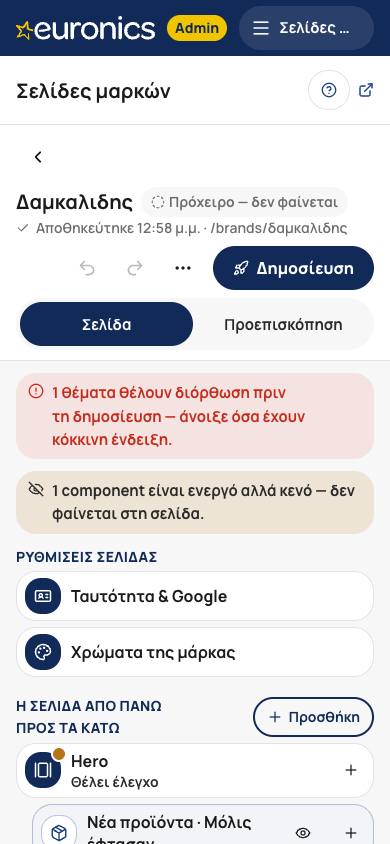 euronics
Admin
Σελίδες ...
Σελίδες μαρκών
Δαμκαλιδης
Πρόχειρο — δεν φαίνεται
Αποθηκεύτηκε 12:58 μ.μ. · /brands/δαμκαλιδης
Δημοσίευση
Σελίδα
Προεπισκόπηση
1 θέματα θέλουν διόρθωση πριν
τη δημοσίευση — άνοιξε όσα έχουν
κόκκινη ένδειξη.
1 component είναι ενεργό αλλά κενό — δεν
φαίνεται στη σελίδα.
ΡΥΘΜΙΣΕΙΣ ΣΕΛΙΔΑΣ
Ταυτότητα & Google
Χρώματα της μάρκας
Η ΣΕΛΙΔΑ ΑΠΟ ΠΑΝΩ
ΠΡΟΣ ΤΑ ΚΑΤΩ
Προσθήκη
Hero
Θέλει έλεγχο
Νέα προϊόντα · Μόλις
έφτασαν